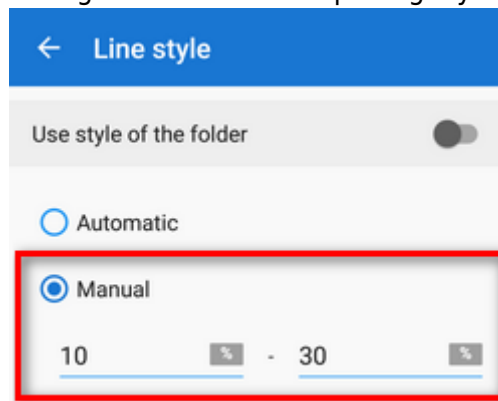 Line style
Use style of the folder
Automatic
Manual
10 % - 30 %